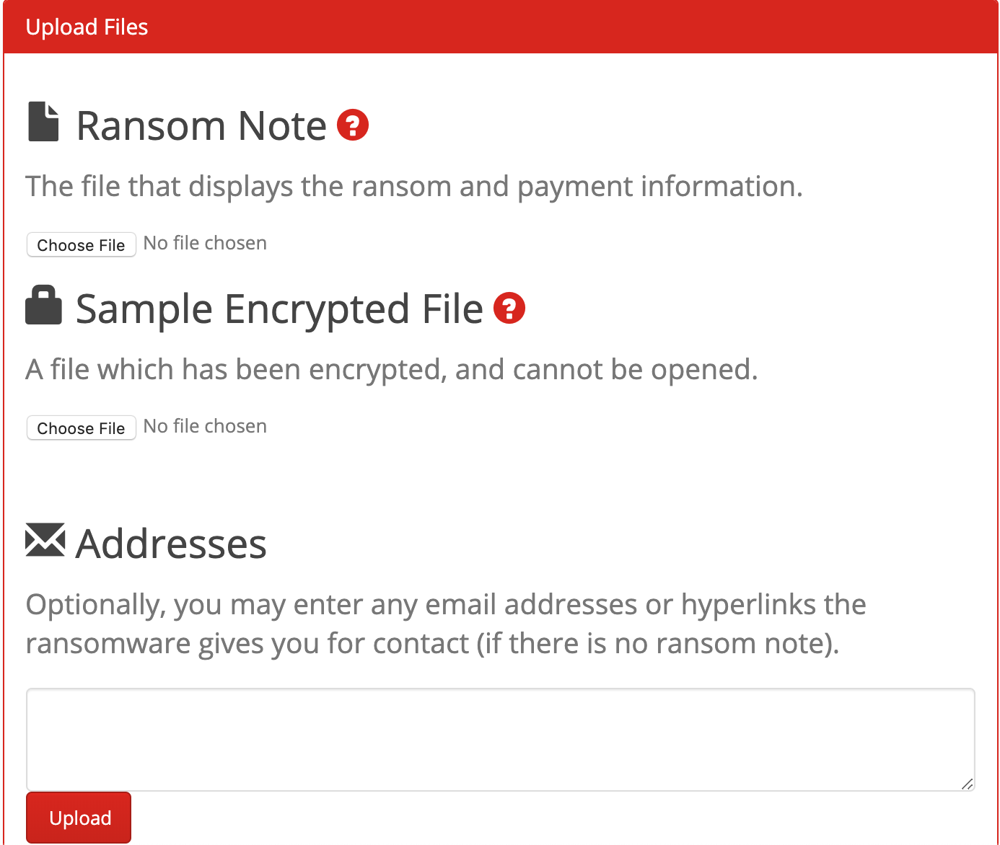 Upload Files
Ransom Note ?
The file that displays the ransom and payment information.
Choose File No file chosen
Sample Encrypted File ?
A file which has been encrypted, and cannot be opened.
Choose File No file chosen
Addresses
Optionally, you may enter any email addresses or hyperlinks the
ransomware gives you for contact (if there is no ransom note).
Upload